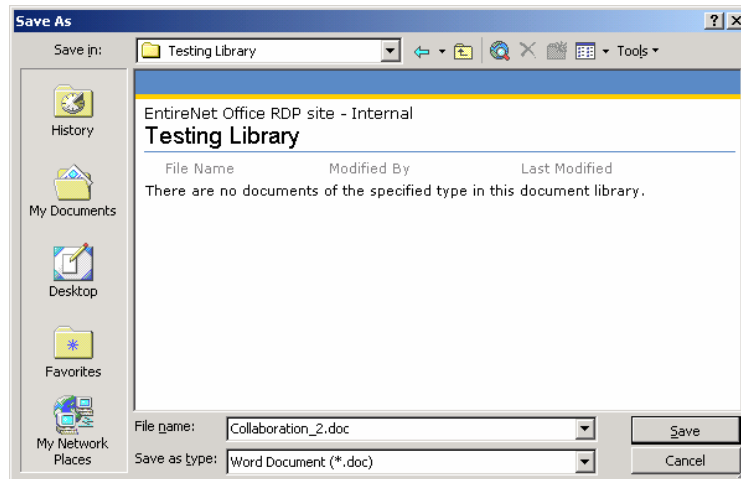 Save As
Save in:
Testing Library
Tools
History
My Documents
Desktop
Favorites
My Network
Places
EntireNet Office RDP site - Internal
Testing Library
File Name Modified By Last Modified
There are no documents of the specified type in this document library.
File name: Collaboration_2.doc Save
Save as type: Word Document (*.doc) Cancel